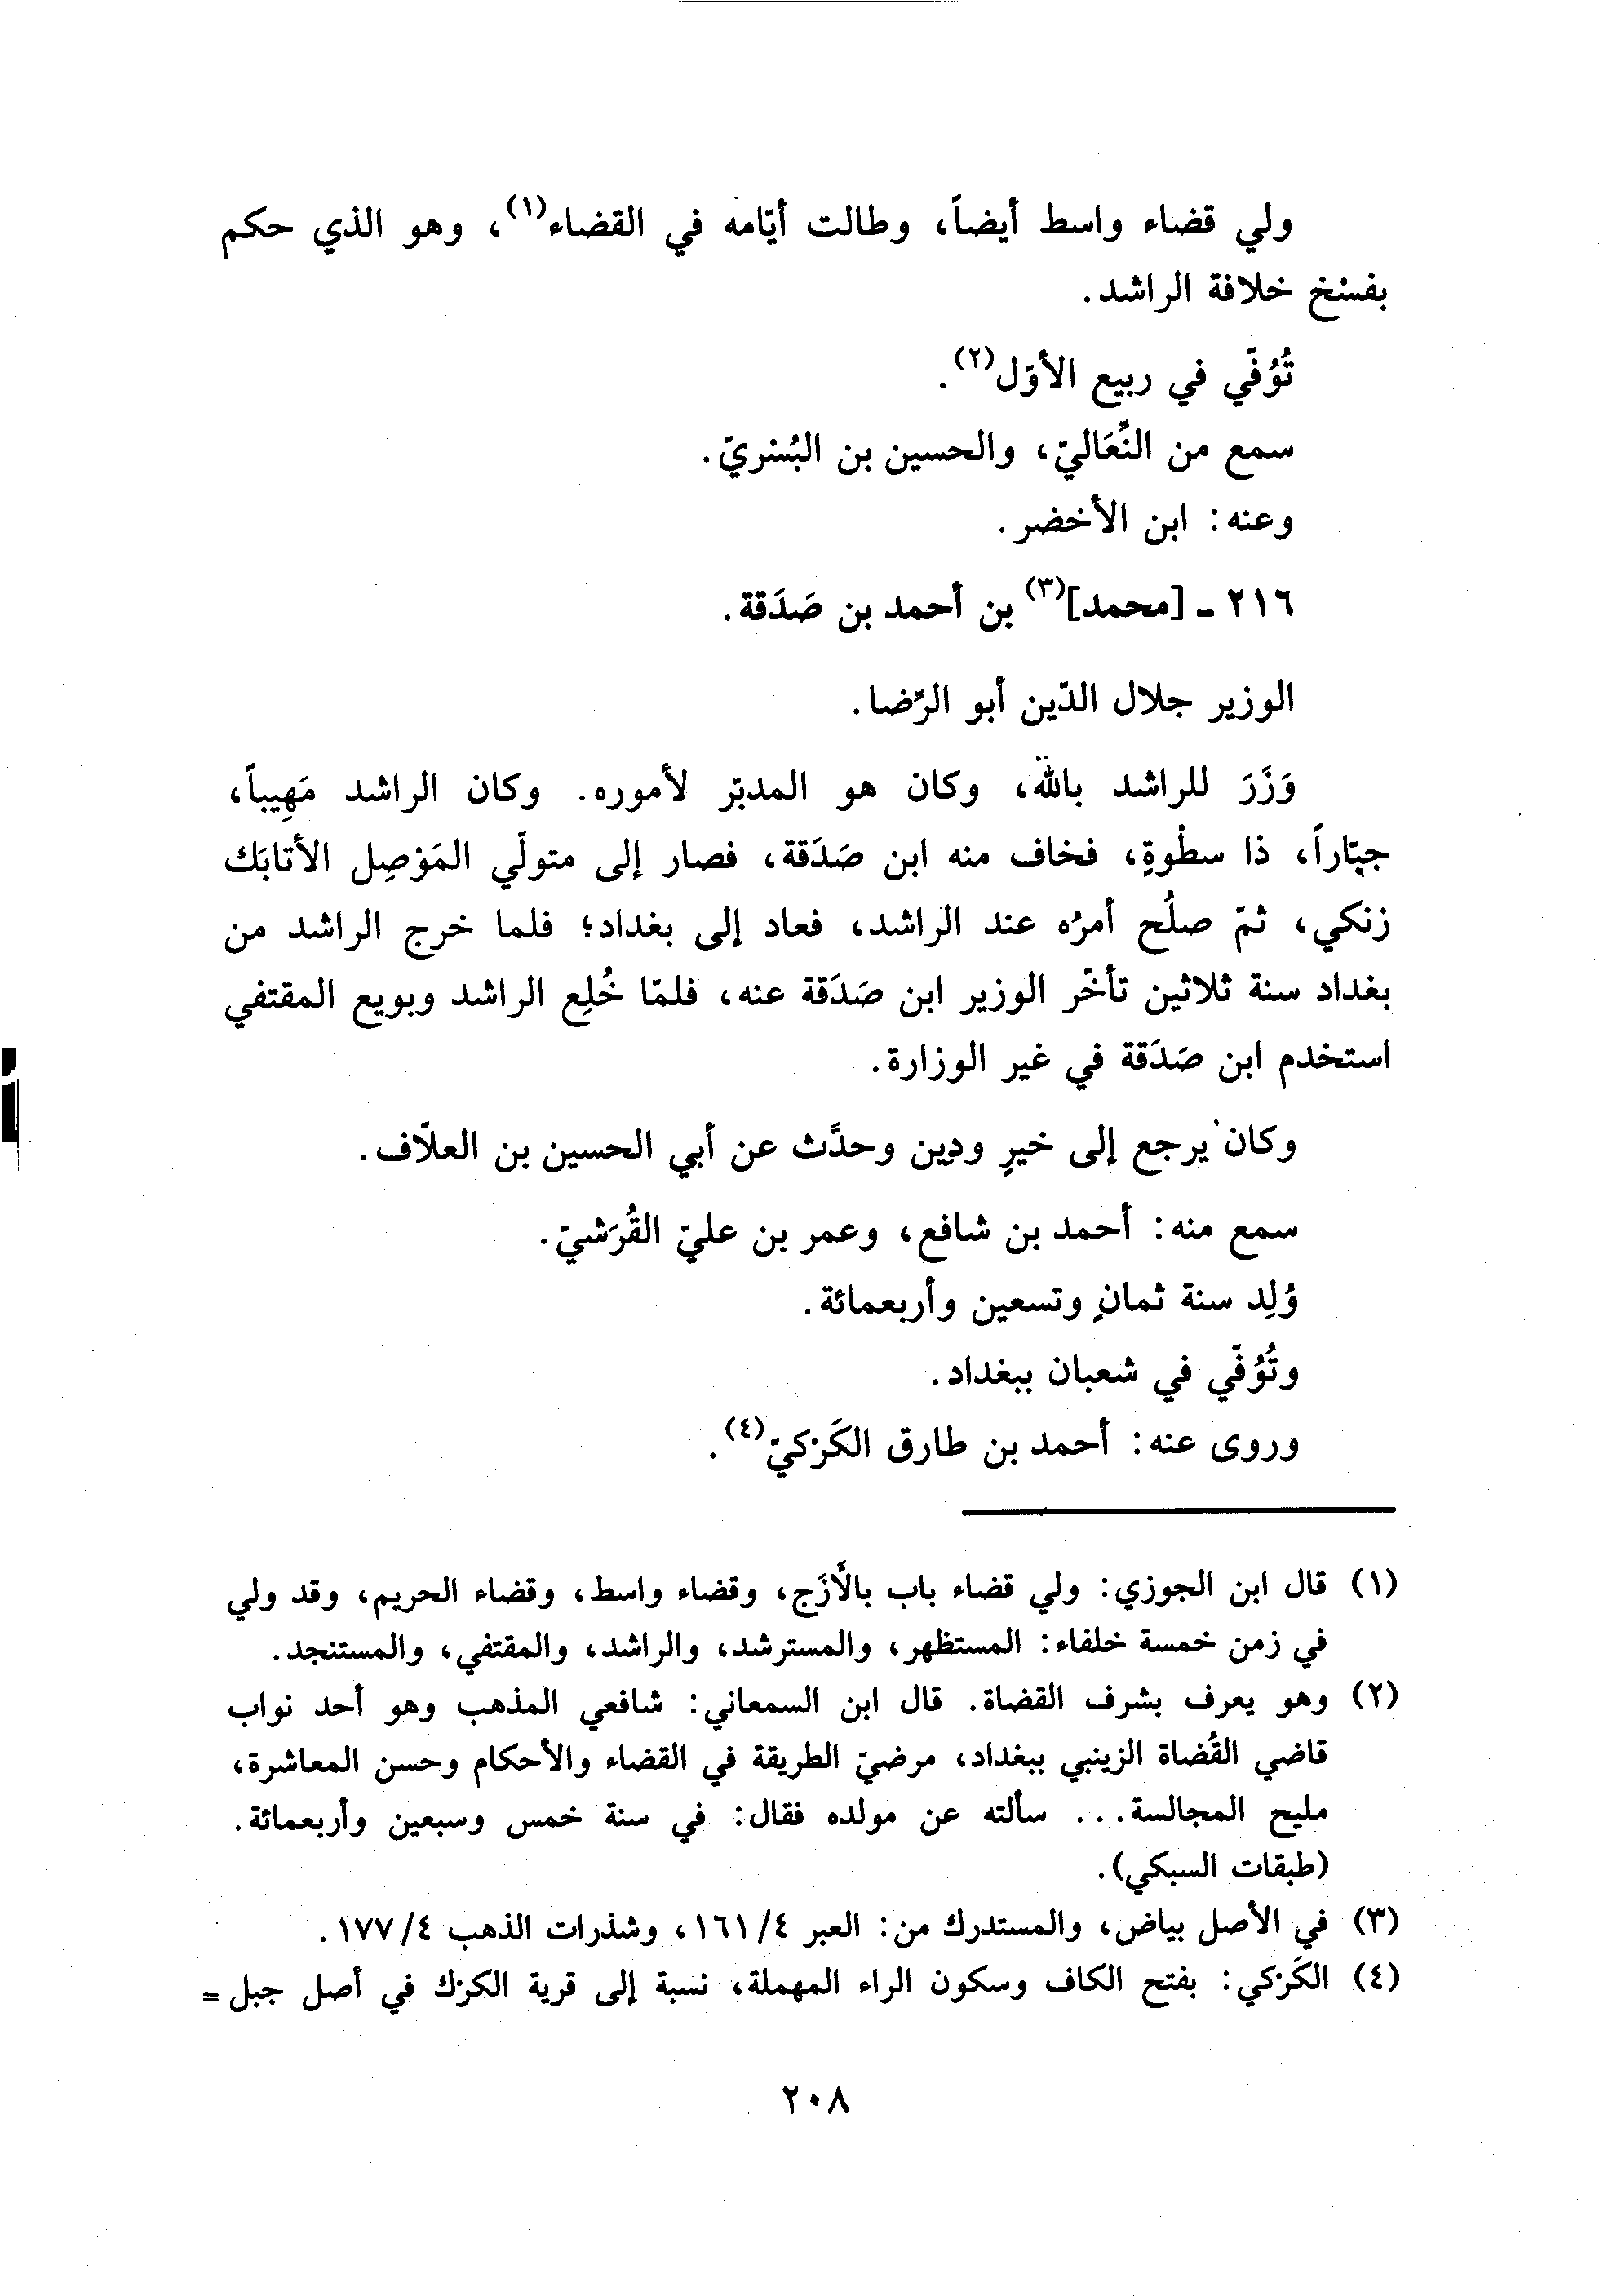 ولي قضاء واسط أيضاً، وطالت أيّامه في القضاء(١)، وهو الذي حكم
بفسْخ خلافة الراشد.
تُوُفّي في ربيع الأوّل(٢).
سمع من النِّعَاليّ، والحسين بن البُسْريّ.
وعنه: ابن الأخضر.
٢١٦ ـ [محمد](٣) بن أحمد بن صَدَقة.
الوزير جلال الدّين أبو الرِّضا.
وَزَرَ للراشد بالله، وكان هو المدبّر لأموره. وكان الراشد مَهِيباً،
جبّاراً، ذا سطْوةٍ، فخاف منه ابن صَدَقة، فصار إلى متولّي المَوْصِل الأتابَك
زنكي، ثمّ صلُح أمرُه عند الراشد، فعاد إلى بغداد؛ فلما خرج الراشد من
بغداد سنة ثلاثين تأخّر الوزير ابن صَدَقة عنه، فلمّا خُلِع الراشد وبويع المقتفي
استخدم ابن صَدَقة في غير الوزارة.
وكان يرجع إلى خيرٍ ودين وحدَّث عن أبي الحسين بن العلاّف.
سمع منه: أحمد بن شافع، وعمر بن عليّ القُرَشيّ.
وُلِد سنة ثمانٍ وتسعين وأربعمائة.
وتُوُفّي في شعبان ببغداد.
وروى عنه: أحمد بن طارق الكَرْكيّ(٤).
(١) قال ابن الجوزي: ولي قضاء باب بالأَزَج، وقضاء واسط، وقضاء الحريم، وقد ولي
في زمن خمسة خلفاء: المستظهر، والمسترشد، والراشد، والمقتفي، والمستنجد.
(٢) وهو يعرف بشرف القضاة. قال ابن السمعاني: شافعي المذهب وهو أحد نواب
قاضي القُضاة الزينبي ببغداد، مرضيّ الطريقة في القضاء والأحكام وحسن المعاشرة،
مليح المجالسة... سألته عن مولده فقال: في سنة خمس وسبعين وأربعمائة.
(طبقات السبكي).
(٣) في الأصل بياض، والمستدرك من: العبر ١٦١/٤، وشذرات الذهب ١٧٧/٤.
(٤) الكَرْكي: بفتح الكاف وسكون الراء المهملة، نسبة إلى قرية الكرْك في أصل جبل =
٢٠٨